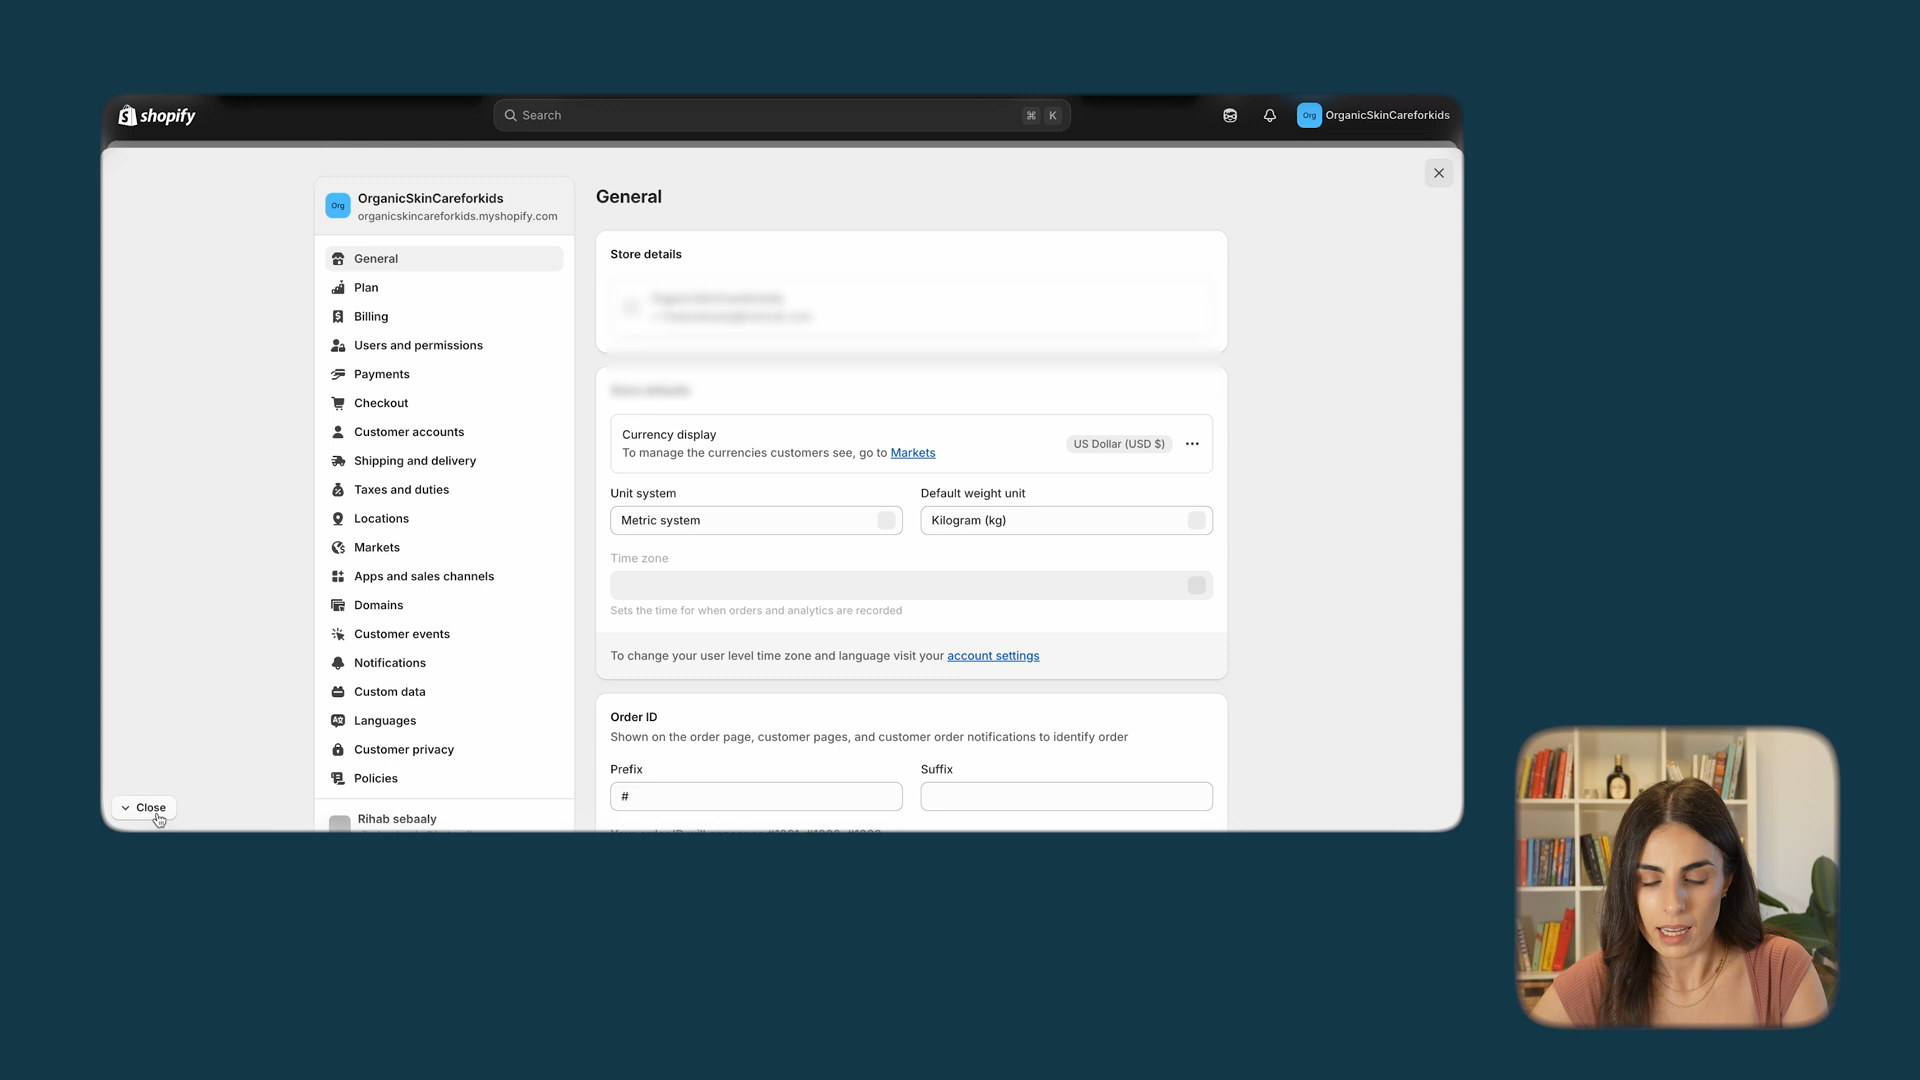 shopify
Search
⌘ K
Org
OrganicSkinCareforkids
Org
OrganicSkinCareforkids
organicskincareforkids.myshopify.com
General
Plan
Billing
Users and permissions
Payments
Checkout
Customer accounts
Shipping and delivery
Taxes and duties
Locations
Markets
Apps and sales channels
Domains
Customer events
Notifications
Custom data
Languages
Customer privacy
Policies
Rihab sebaaly
Close
General
Store details
Currency display
To manage the currencies customers see, go to Markets
US Dollar (USD $)
Unit system
Metric system
Default weight unit
Kilogram (kg)
Time zone
Sets the time for when orders and analytics are recorded
To change your user level time zone and language visit your account settings
Order ID
Shown on the order page, customer pages, and customer order notifications to identify order
Prefix
#
Suffix